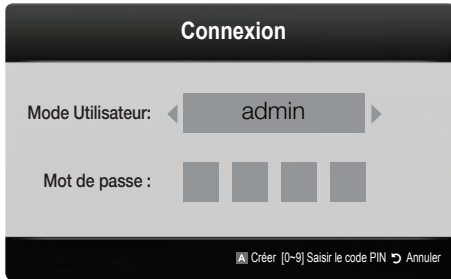 Connexion
Mode Utilisateur: admin
Mot de passe :
A Créer [0~9] Saisir le code PIN Annuler